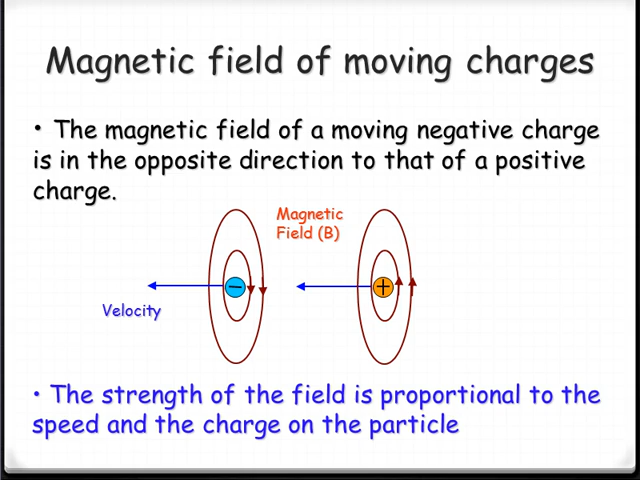 Magnetic field of moving charges
• The magnetic field of a moving negative charge
is in the opposite direction to that of a positive
charge.
Magnetic
Field (B)
−
+
Velocity
• The strength of the field is proportional to the
speed and the charge on the particle